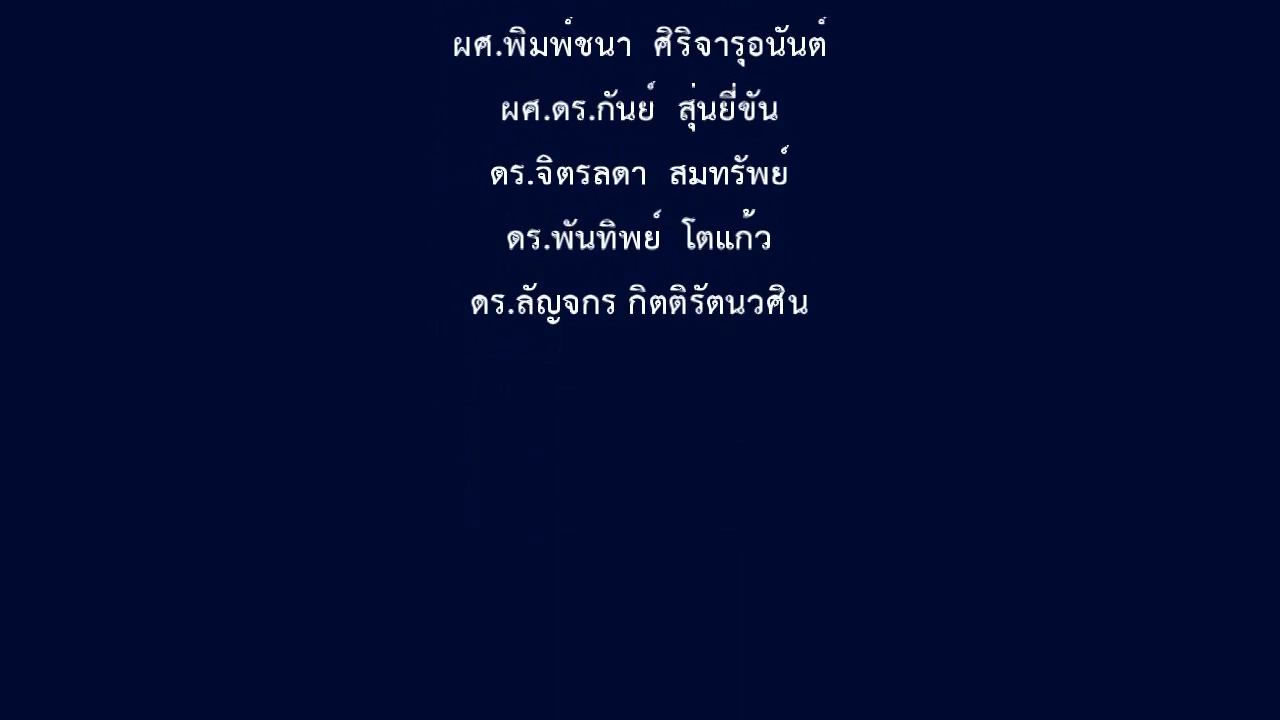 ผศ.พิมพ์ชนา  ศิริจารุอนันต์
ผศ.ดร.กันย์  สุ่นยี่ขัน
ดร.จิตรลดา  สมทรัพย์
ดร.พันทิพย์  โตแก้ว
ดร.ลัญจกร กิตติรัตนวศิน